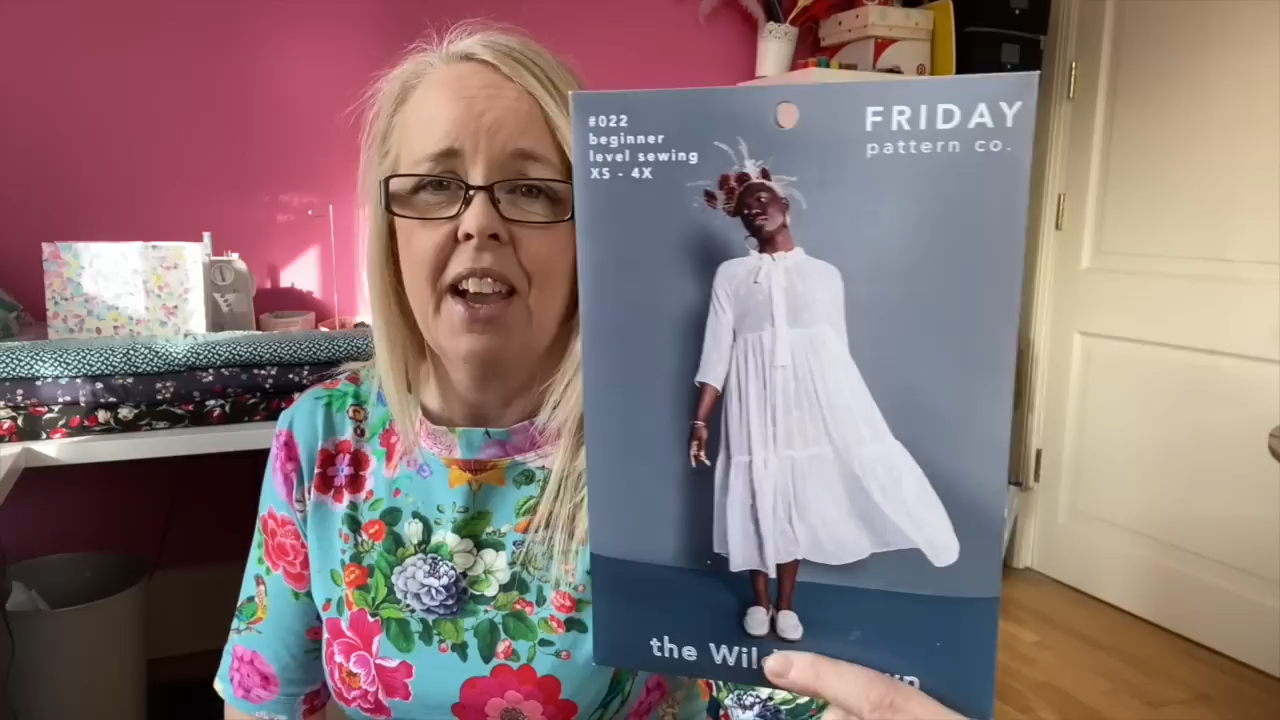 #022
beginner
level sewing
XS - 4X
FRIDAY
pattern co.
the Wil